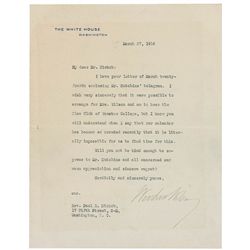 THE WHITE HOUSE
WASHINGTON
March 27, 1916
My dear Mr.
I have your letter of March twenty-
fourth enclosing Mr. Hutchins' telegram. I
wish very sincerely that it were possible to
arrange for Mrs. Wilson and me to hear the
Glee Club of College, but I know you
will understand when I say that our calendar
has become so crowded recently that it is liter-
ally impossible for us to find time for this.
Will you not be kind enough to ex-
press to Mr. Hutchins and all concerned our
warm appreciation and sincere regret?
Cordially and sincerely yours,
Woodrow Wilson
17 Fifth Street, S.E.
Washington, D. C.